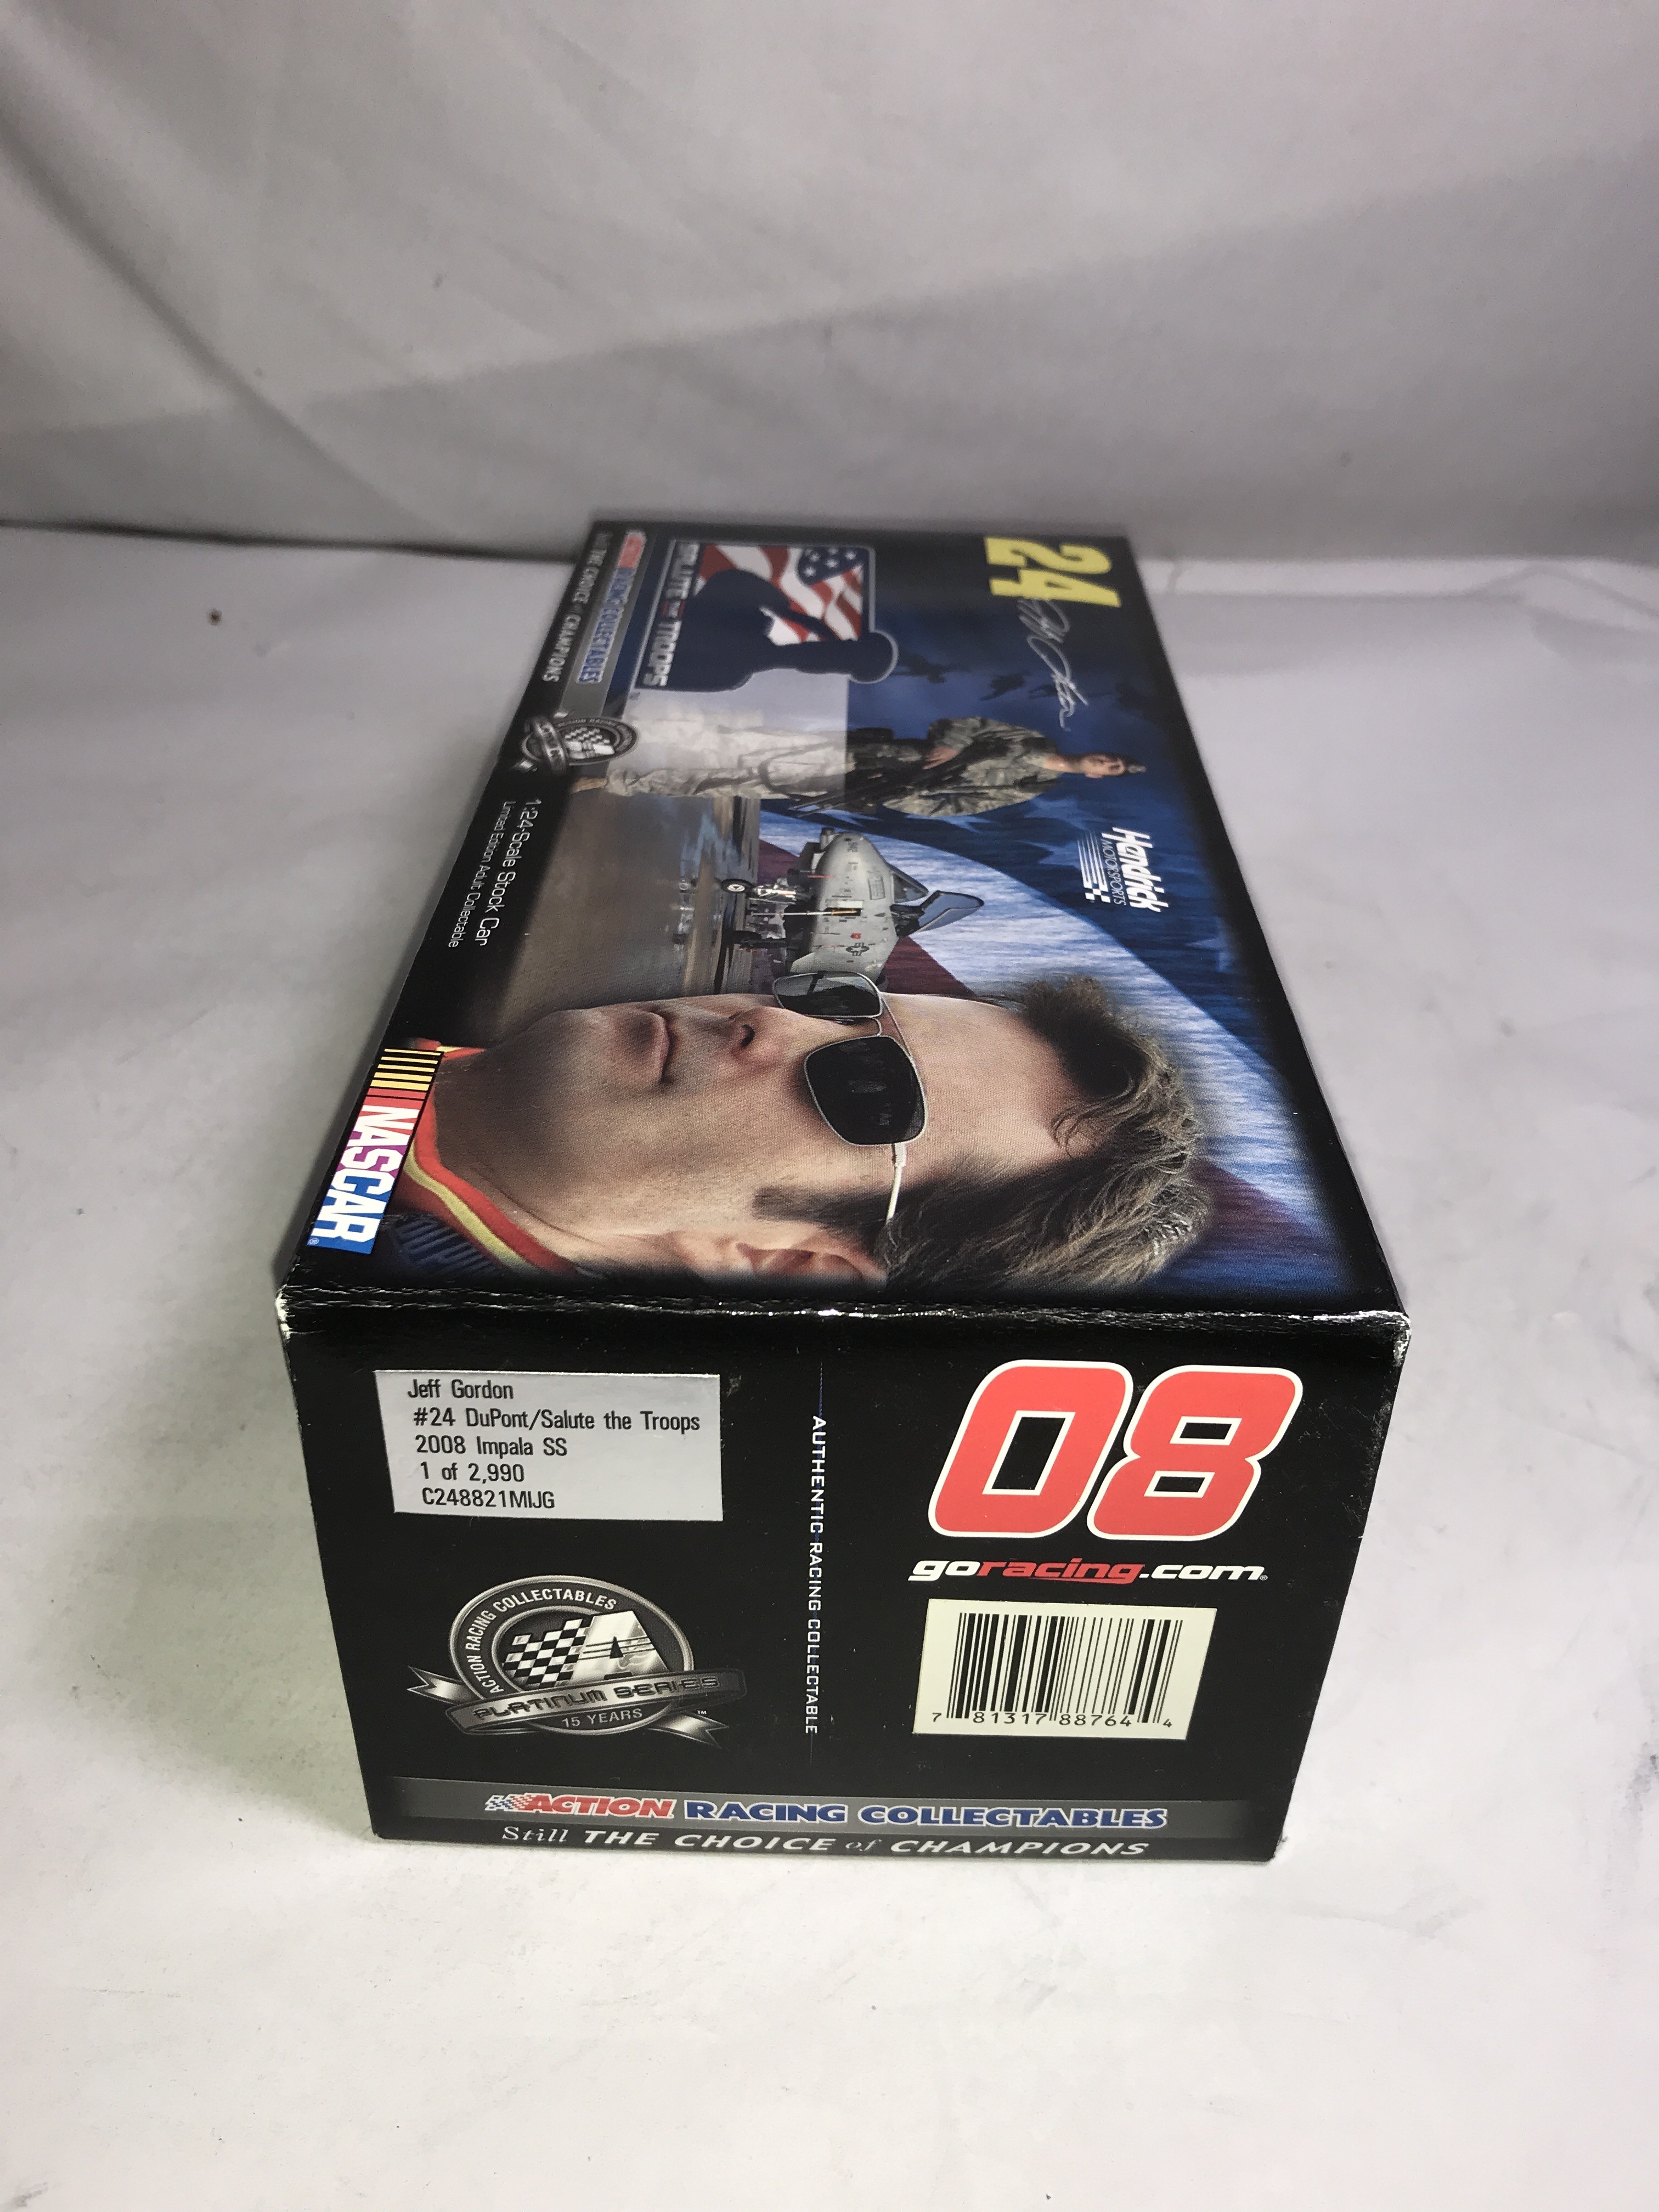 24
Jeff Gordon
Hendrick
MOTORSPORTS
SALUTE THE TROOPS
ACTION RACING COLLECTABLES
Still THE CHOICE of CHAMPIONS
1:24-Scale Stock Car
Limited Edition Adult Collectable
NASCAR®
Jeff Gordon
#24 DuPont/Salute the Troops
2008 Impala SS
1 of 2,990
C248821MIJG
ACTION RACING COLLECTABLES
A
PLATINUM SERIES
15 YEARS
™
AUTHENTIC RACING COLLECTABLE
08
goracing.com®
7 81317 88764 4
ACTION RACING COLLECTABLES
Still THE CHOICE of CHAMPIONS